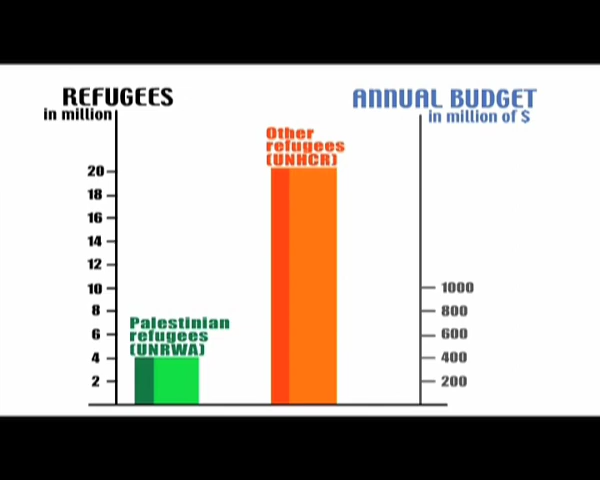 REFUGEES
in million
ANNUAL BUDGET
in million of $
Other
refugees
(UNHCR)
20
18
16
14
12
10
8
6
4
2
Palestinian
refugees
(UNRWA)
1000
800
600
400
200